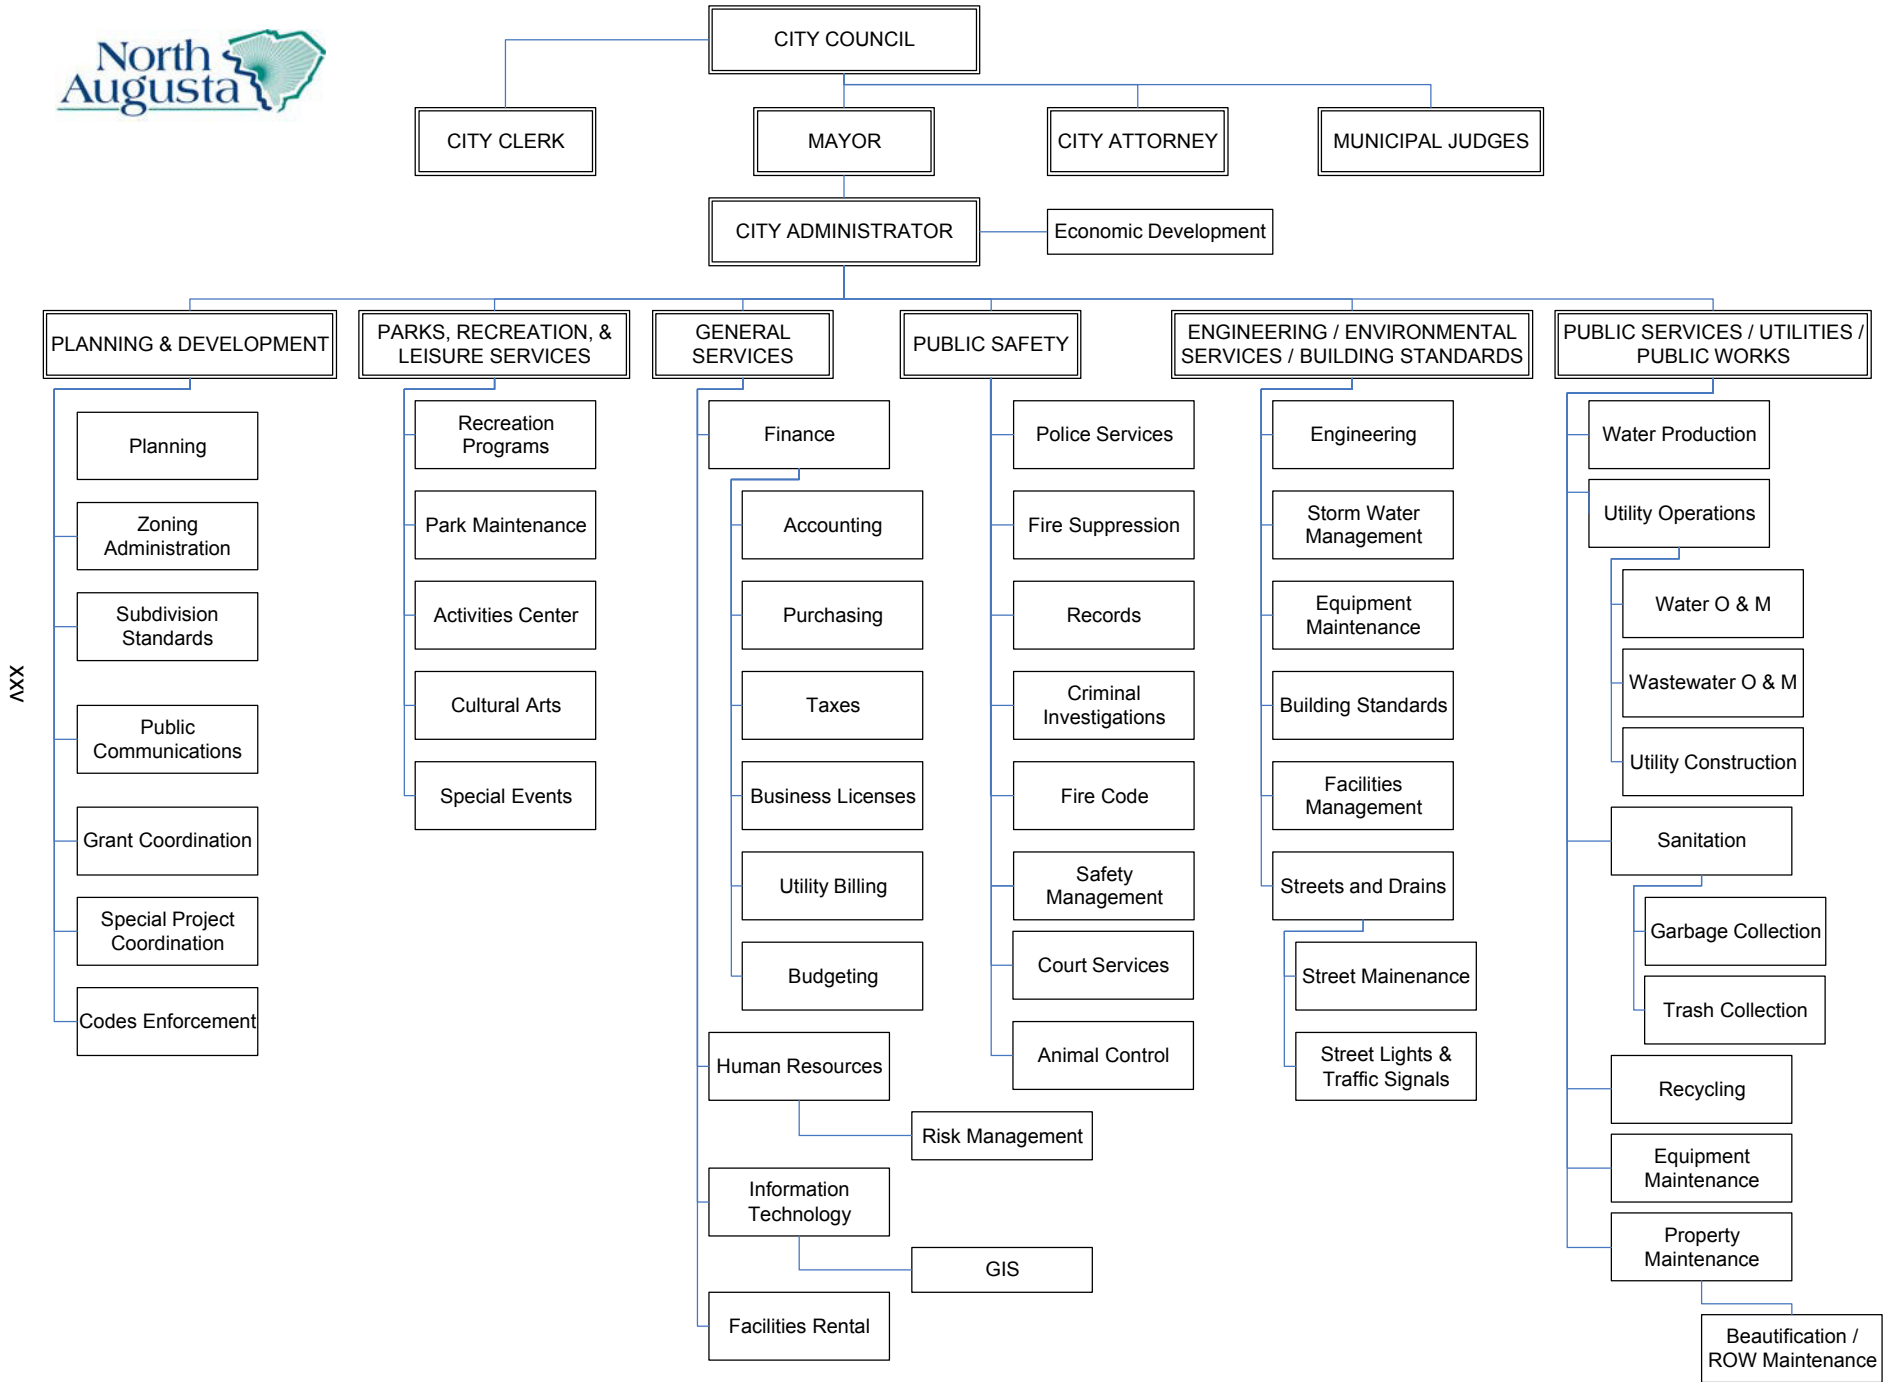 North
Augusta
CITY COUNCIL
CITY CLERK
MAYOR
CITY ATTORNEY
MUNICIPAL JUDGES
CITY ADMINISTRATOR
Economic Development
PLANNING & DEVELOPMENT
Planning
Zoning
Administration
Subdivision
Standards
Public
Communications
Grant Coordination
Special Project
Coordination
Codes Enforcement
PARKS, RECREATION, &
LEISURE SERVICES
Recreation
Programs
Park Maintenance
Activities Center
Cultural Arts
Special Events
GENERAL
SERVICES
Finance
Accounting
Purchasing
Taxes
Business Licenses
Utility Billing
Budgeting
Human Resources
Risk Management
Information
Technology
GIS
Facilities Rental
PUBLIC SAFETY
Police Services
Fire Suppression
Records
Criminal
Investigations
Fire Code
Safety
Management
Court Services
Animal Control
ENGINEERING / ENVIRONMENTAL
SERVICES / BUILDING STANDARDS
Engineering
Storm Water
Management
Equipment
Maintenance
Building Standards
Facilities
Management
Streets and Drains
Street Mainenance
Street Lights &
Traffic Signals
PUBLIC SERVICES / UTILITIES /
PUBLIC WORKS
Water Production
Utility Operations
Water O & M
Wastewater O & M
Utility Construction
Sanitation
Garbage Collection
Trash Collection
Recycling
Equipment
Maintenance
Property
Maintenance
Beautification /
ROW Maintenance
xxv